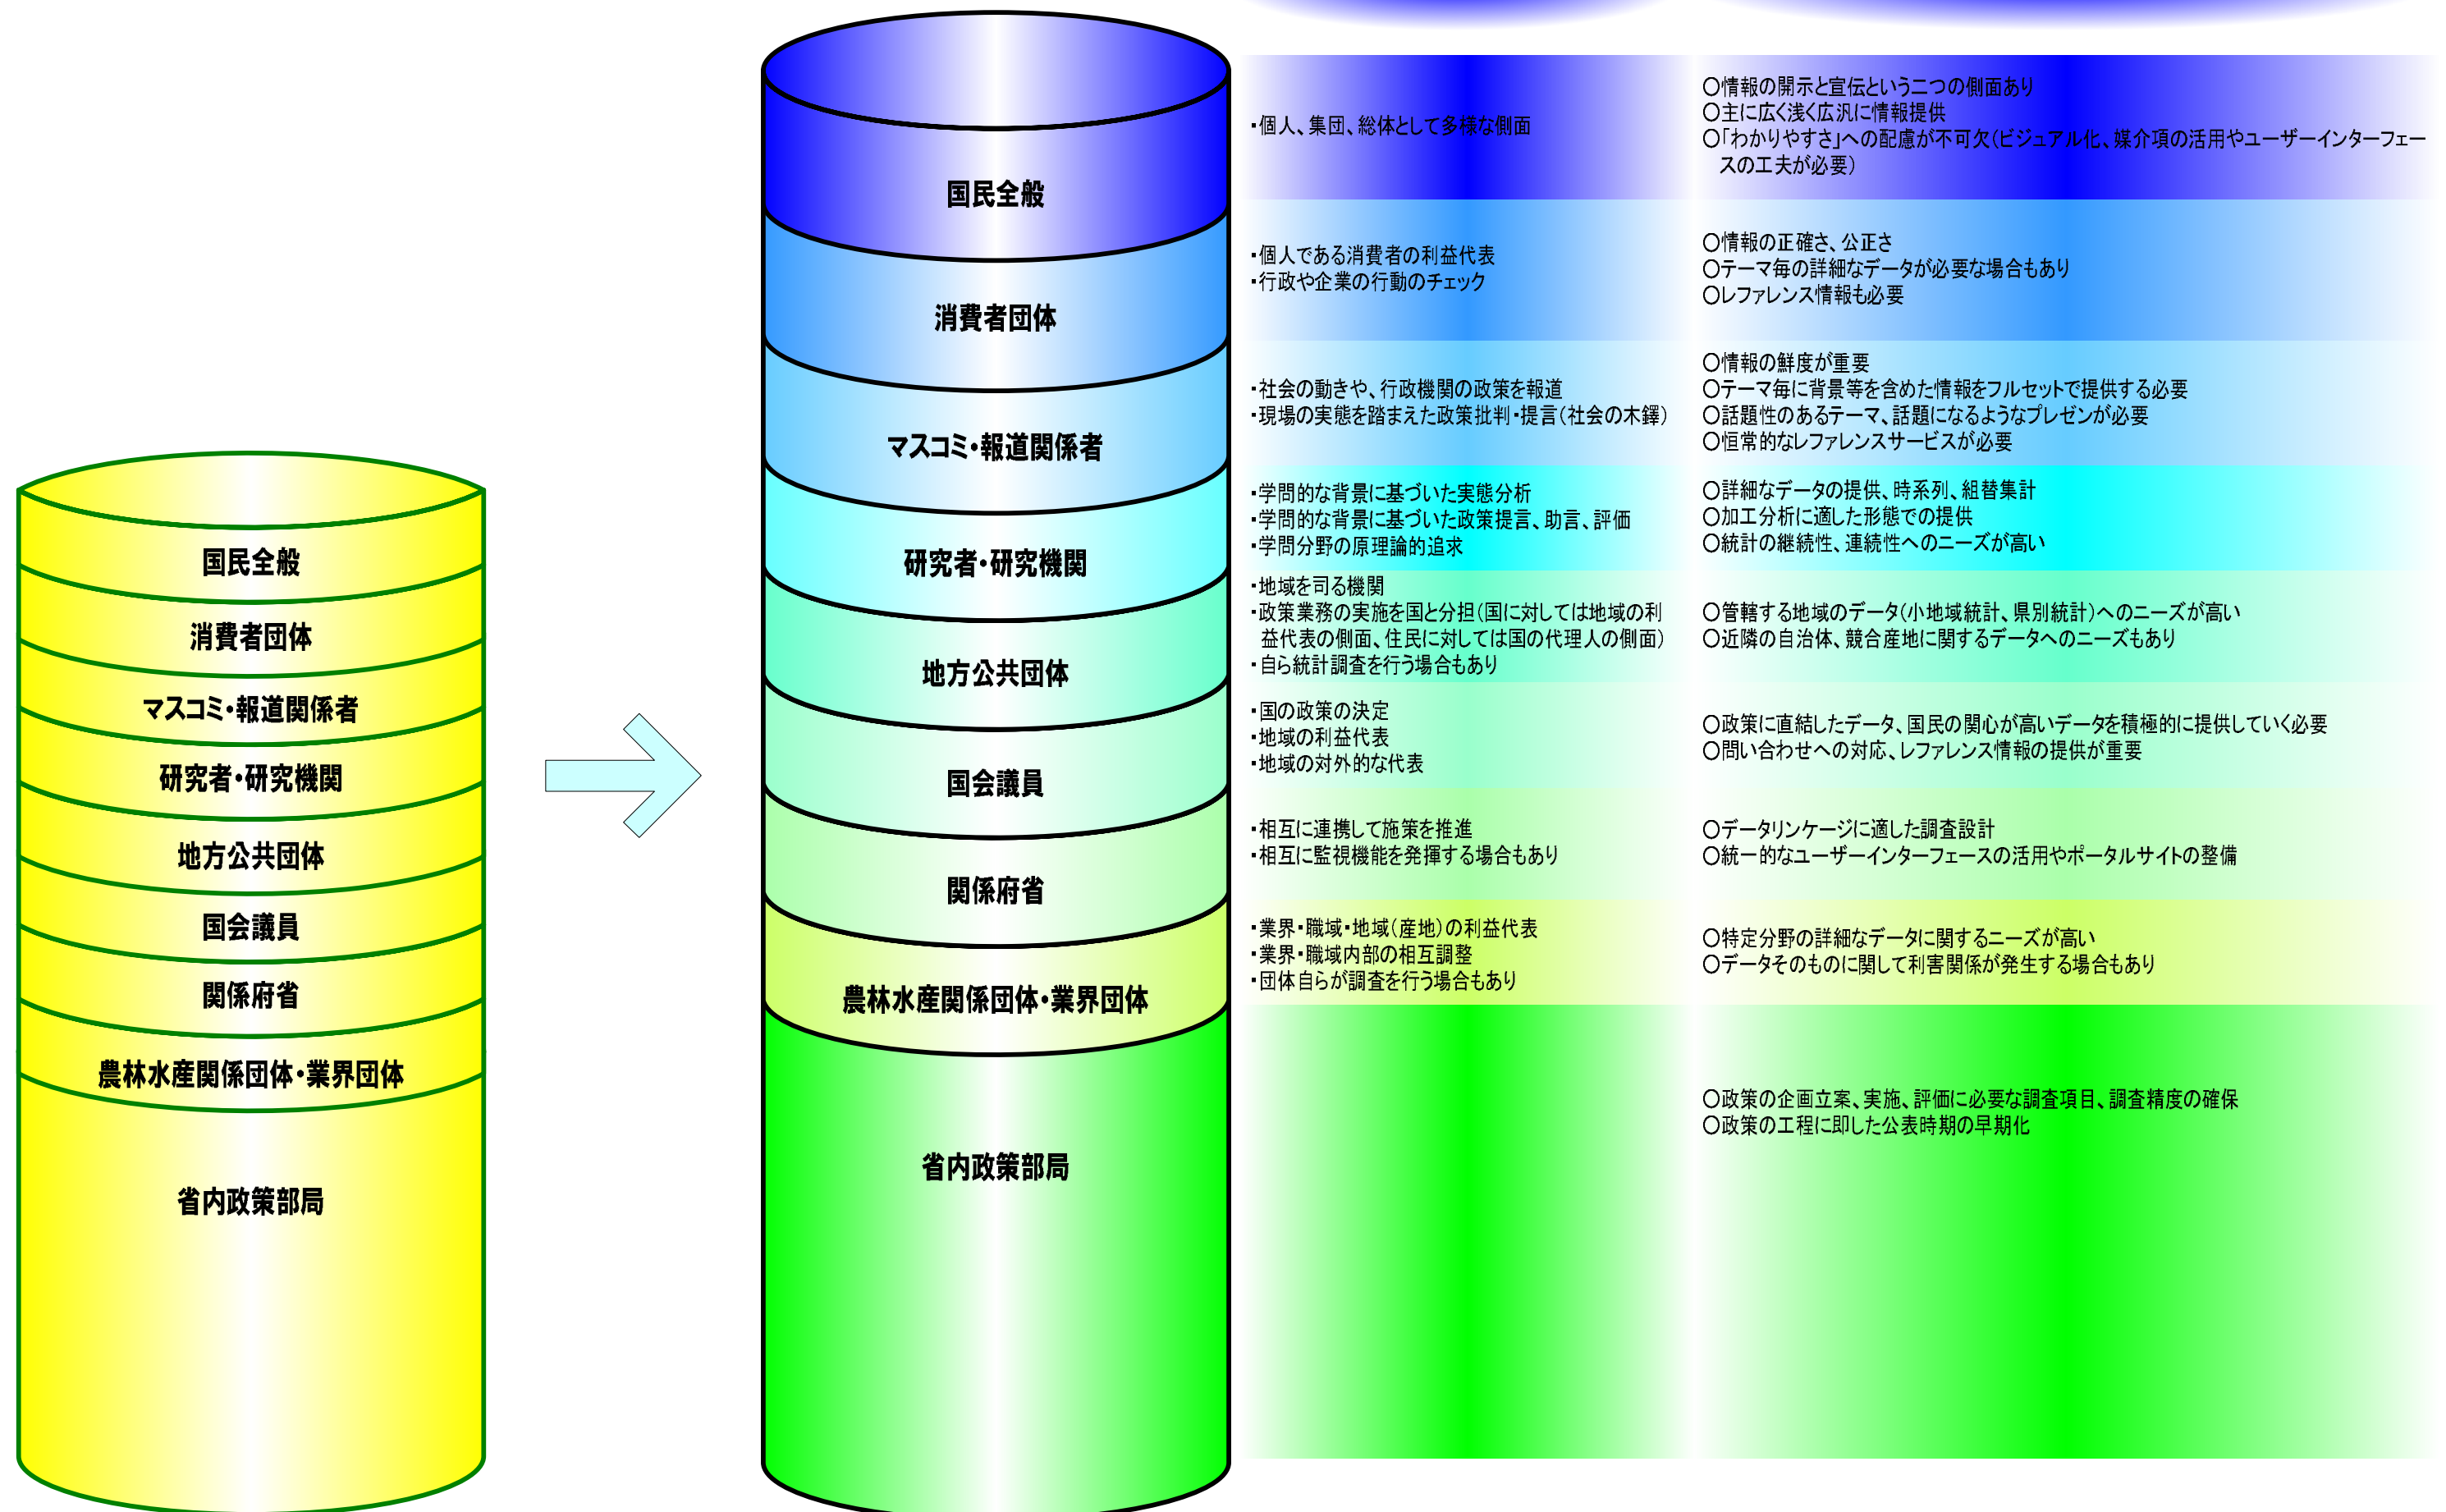 国民全般
消費者団体
マスコミ・報道関係者
研究者・研究機関
地方公共団体
国会議員
関係府省
農林水産関係団体・業界団体
省内政策部局
国民全般
・個人、集団、総体として多様な側面
○情報の開示と宣伝という二つの側面あり
○主に広く浅く広汎に情報提供
○「わかりやすさ」への配慮が不可欠(ビジュアル化、媒介項の活用やユーザーインターフェー
スの工夫が必要)
消費者団体
・個人である消費者の利益代表
・行政や企業の行動のチェック
○情報の正確さ、公正さ
○テーマ毎の詳細なデータが必要な場合もあり
○レファレンス情報も必要
マスコミ・報道関係者
・社会の動きや、行政機関の政策を報道
・現場の実態を踏まえた政策批判・提言(社会の木鐸)
○情報の鮮度が重要
○テーマ毎に背景等を含めた情報をフルセットで提供する必要
○話題性のあるテーマ、話題になるようなプレゼンが必要
○恒常的なレファレンスサービスが必要
研究者・研究機関
・学問的な背景に基づいた実態分析
・学問的な背景に基づいた政策提言、助言、評価
・学問分野の原理論的追求
○詳細なデータの提供、時系列、組替集計
○加工分析に適した形態での提供
○統計の継続性、連続性へのニーズが高い
地方公共団体
・地域を司る機関
・政策業務の実施を国と分担(国に対しては地域の利
益代表の側面、住民に対しては国の代理人の側面)
・自ら統計調査を行う場合もあり
○管轄する地域のデータ(小地域統計、県別統計)へのニーズが高い
○近隣の自治体、競合産地に関するデータへのニーズもあり
国会議員
・国の政策の決定
・地域の利益代表
・地域の対外的な代表
○政策に直結したデータ、国民の関心が高いデータを積極的に提供していく必要
○問い合わせへの対応、レファレンス情報の提供が重要
関係府省
・相互に連携して施策を推進
・相互に監視機能を発揮する場合もあり
○データリンケージに適した調査設計
○統一的なユーザーインターフェースの活用やポータルサイトの整備
農林水産関係団体・業界団体
・業界・職域・地域(産地)の利益代表
・業界・職域内部の相互調整
・団体自らが調査を行う場合もあり
○特定分野の詳細なデータに関するニーズが高い
○データそのものに関して利害関係が発生する場合もあり
省内政策部局
○政策の企画立案、実施、評価に必要な調査項目、調査精度の確保
○政策の工程に即した公表時期の早期化